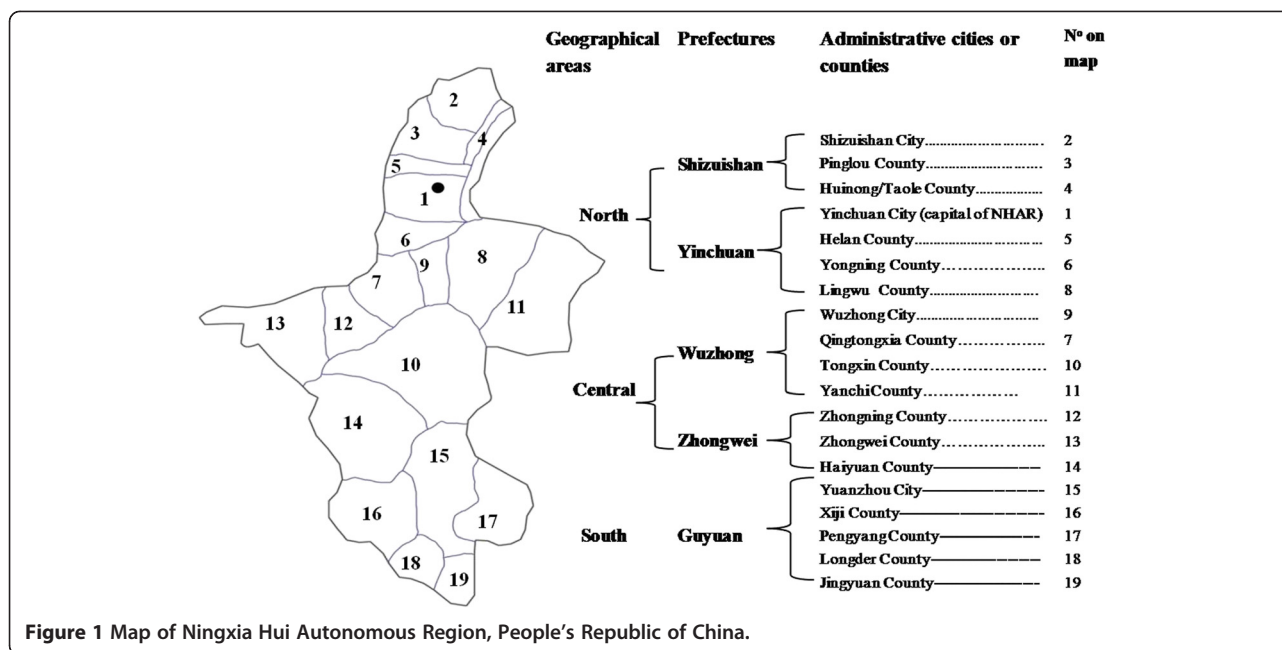 Geographical areas Prefectures Administrative cities or counties Nº on map
2
3
4
5
1
6
9
8
7
11
13
12
10
14
15
16
17
18
19
North
Shizuishan
Shizuishan City.............................. 2
Pinglou County............................. 3
Huinong/Taole County................... 4
Yinchuan
Yinchuan City (capital of NHAR) 1
Helan County................................ 5
Yongning County........................ 6
Lingwu County............................ 8
Central
Wuzhong
Wuzhong City............................... 9
Qingtongxia County..................... 7
Tongxin County........................... 10
Yanchi County.................. 11
Zhongwei
Zhongning County...................... 12
Zhongwei County........................ 13
Haiyuan County——————— 14
South
Guyuan
Yuanzhou City——————— 15
Xiji County——————— 16
Pengyang County——————— 17
Longder County——————— 18
Jingyuan County——————— 19
Figure 1 Map of Ningxia Hui Autonomous Region, People's Republic of China.